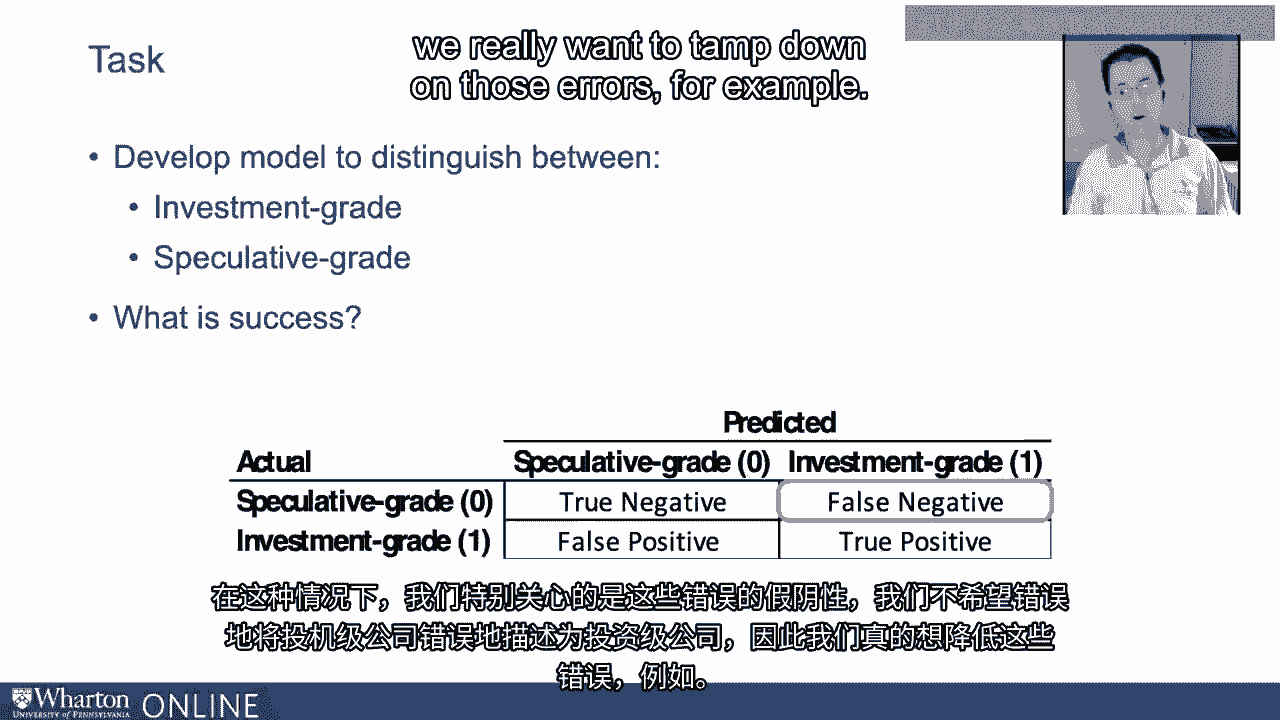 we really want to tamp down
on those errors, for example.
Task
• Develop model to distinguish between:
• Investment-grade
• Speculative-grade
• What is success?
Predicted
Actual Speculative-grade (0) Investment-grade (1)
Speculative-grade (0) True Negative False Negative
Investment-grade (1) False Positive True Positive
在这种情况下，我们特别关心的是这些错误的假阴性，我们不希望错误
地将投机级公司错误地描述为投资级公司，因此我们真的想降低这些
错误，例如。
Wharton ONLINE
UNIVERSITY of PENNSYLVANIA